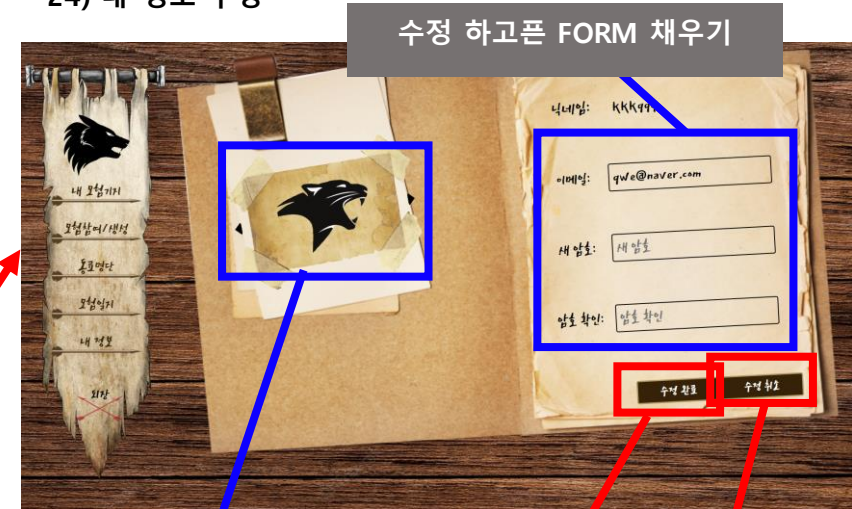 24) 내 정보 수정
수정 하고픈 FORM 채우기
내 모험기지
모험참여/생성
동료명단
모험일지
내 정보
퇴장
닉네임: KKK999
이메일: qwe@naver.com
새 암호: 새 암호
암호 확인: 암호 확인
수정 완료 수정 취소